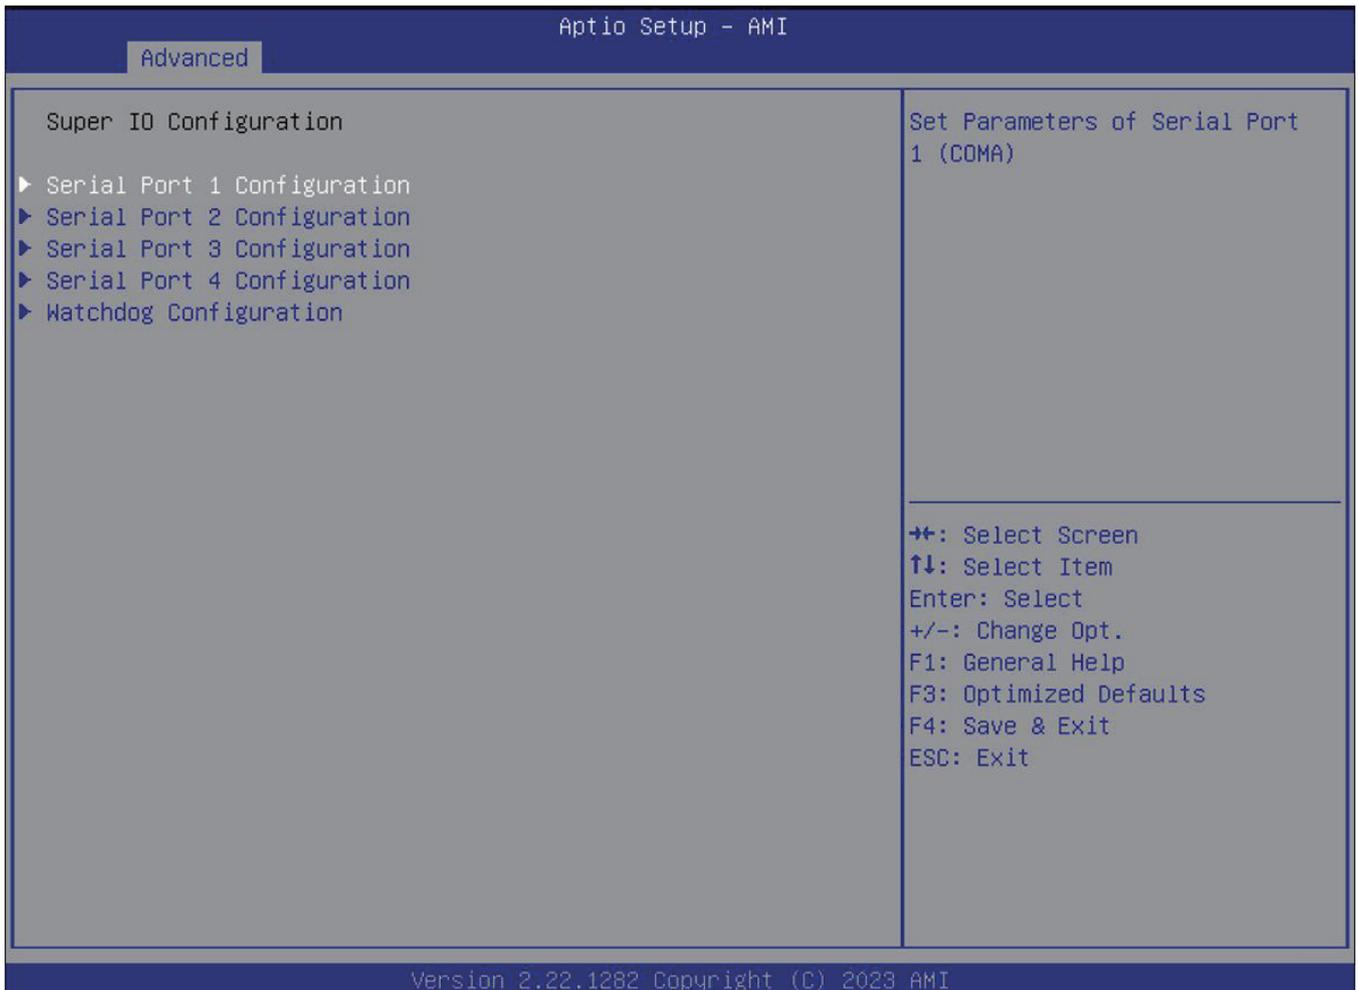 Aptio Setup – AMI
Advanced
Super IO Configuration
Serial Port 1 Configuration
Serial Port 2 Configuration
Serial Port 3 Configuration
Serial Port 4 Configuration
Watchdog Configuration
Set Parameters of Serial Port
1 (COMA)
→←: Select Screen
↑↓: Select Item
Enter: Select
+/-: Change Opt.
F1: General Help
F3: Optimized Defaults
F4: Save & Exit
ESC: Exit
Version 2.22.1282 Copyright (C) 2023 AMI